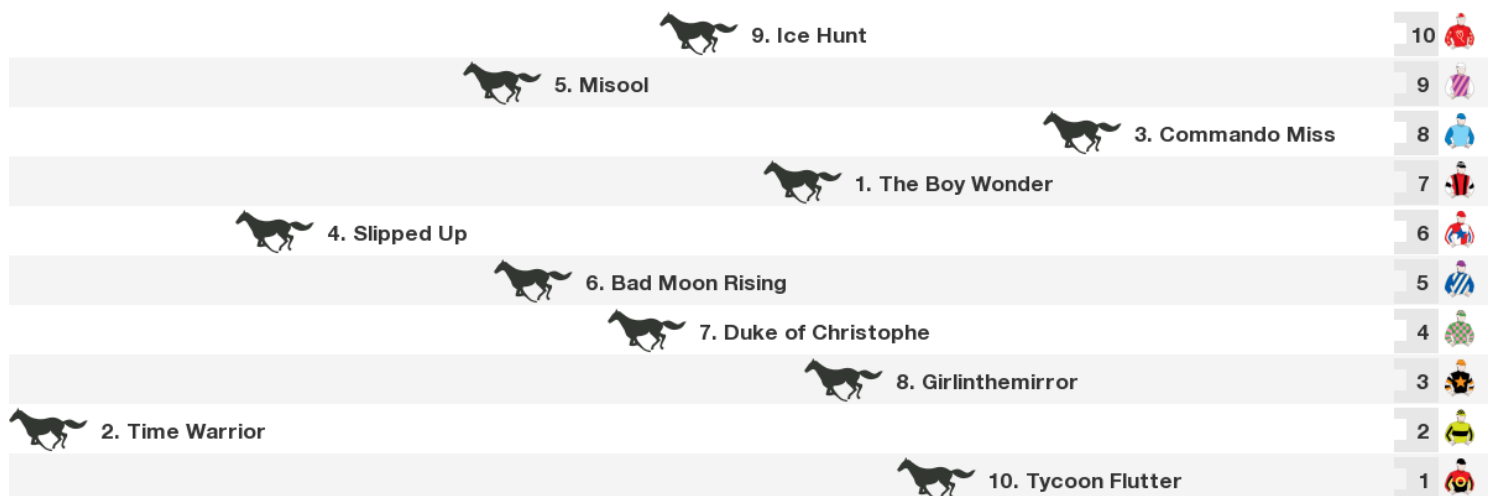 9. Ice Hunt 10
5. Misool 9
3. Commando Miss 8
1. The Boy Wonder 7
4. Slipped Up 6
6. Bad Moon Rising 5
7. Duke of Christophe 4
8. Girlinthemirror 3
2. Time Warrior 2
10. Tycoon Flutter 1